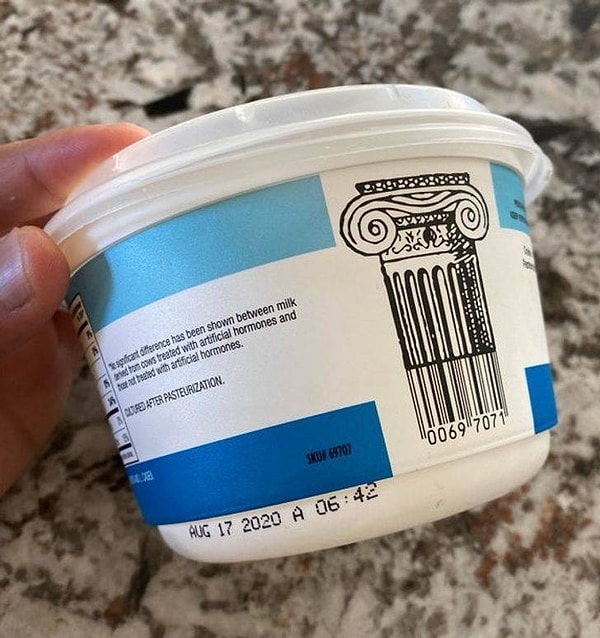 *No significant difference has been shown between milk
derived from cows treated with artificial hormones and
those not treated with artificial hormones.
CULTURED AFTER PASTEURIZATION.
SKU# 69707
0069 7071
AUG 17 2020 A 06:42